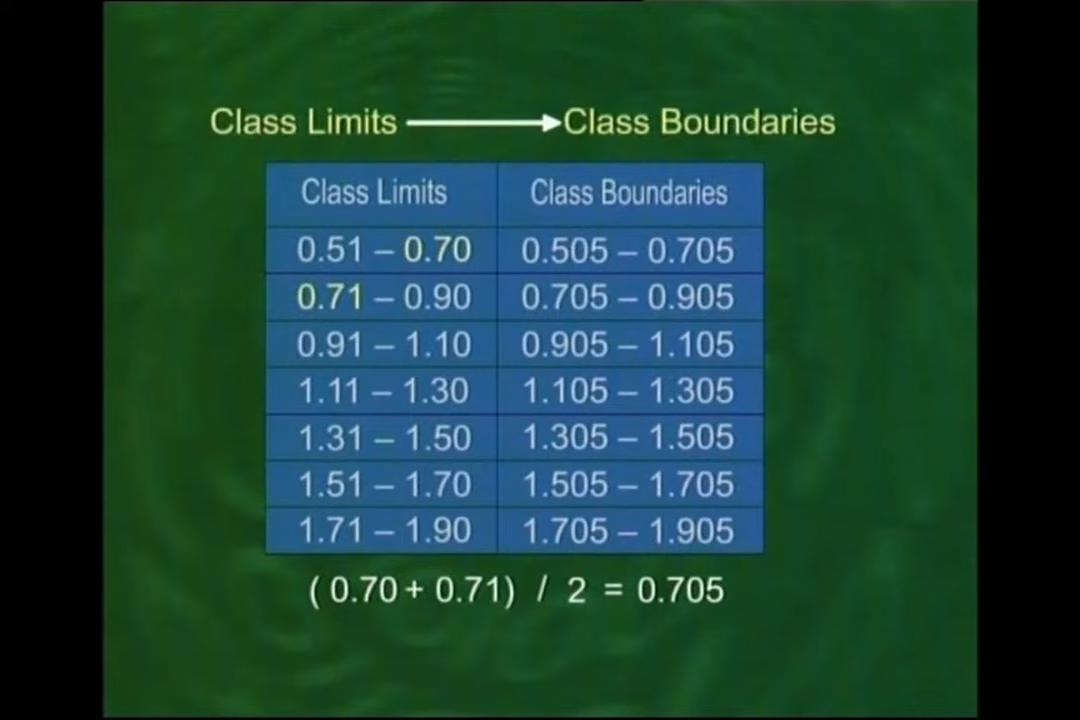 Class Limits Class Boundaries
Class Limits Class Boundaries
0.51 – 0.70 0.505 – 0.705
0.71 – 0.90 0.705 – 0.905
0.91 – 1.10 0.905 – 1.105
1.11 – 1.30 1.105 – 1.305
1.31 – 1.50 1.305 – 1.505
1.51 – 1.70 1.505 – 1.705
1.71 – 1.90 1.705 – 1.905
( 0.70 + 0.71) / 2 = 0.705